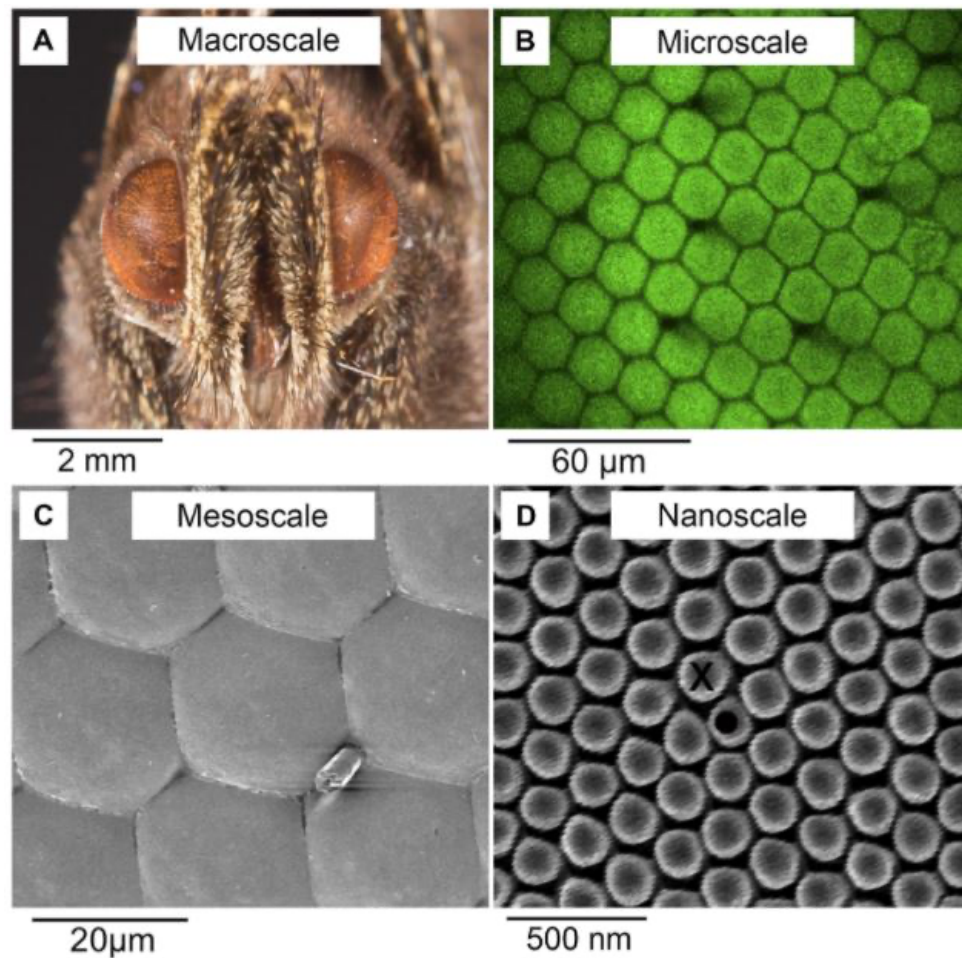 A
Macroscale
B
Microscale
2 mm
60 μm
C
Mesoscale
D
Nanoscale
X
20μm
500 nm